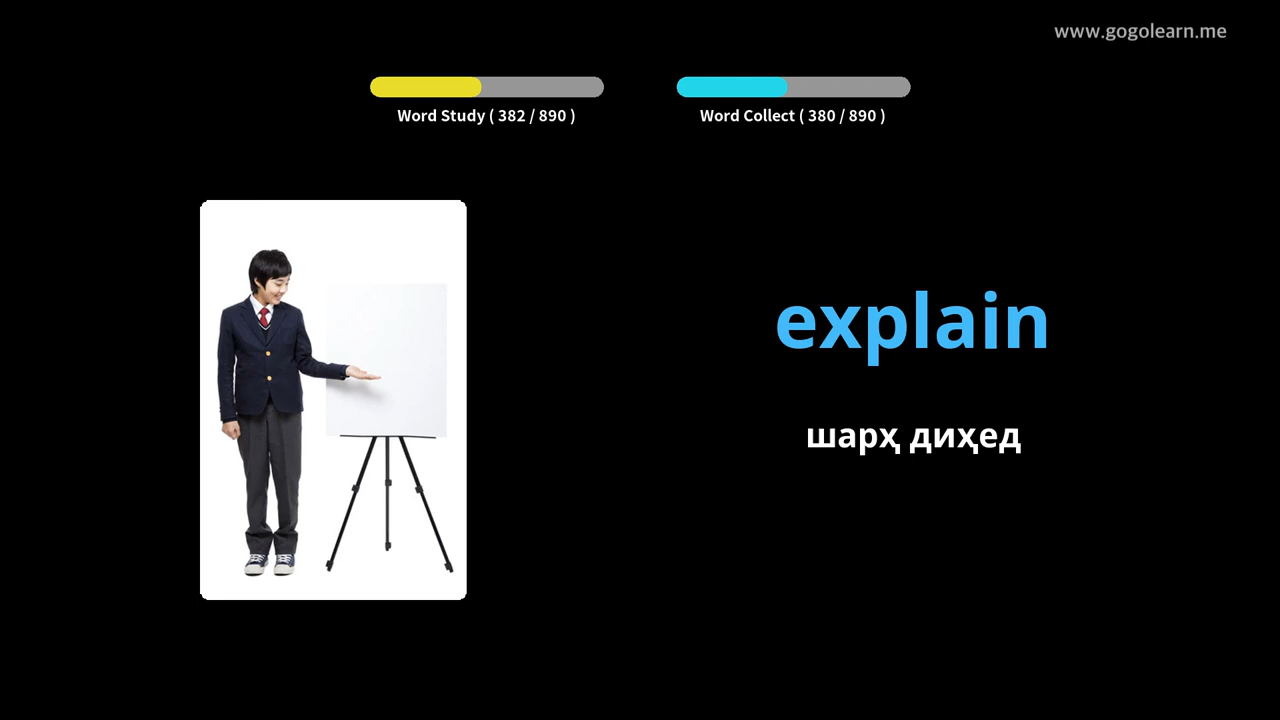 www.gogolearn.me
Word Study ( 382 / 890 )
Word Collect ( 380 / 890 )
explain
шарҳ диҳед